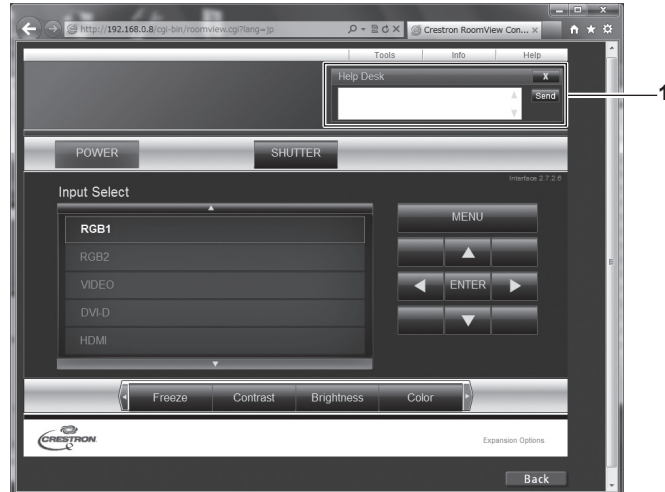 http://192.168.0.8/cgi-bin/roomview.cgi?lang=jp
Crestron RoomView Con... ×
Tools Info Help
Help Desk X
Send
1
POWER SHUTTER
Interface 2.7.2.6
Input Select
MENU
RGB1
RGB2
VIDEO ENTER
DVI-D
HDMI
Freeze Contrast Brightness Color
CRESTRON
Expansion Options
Back